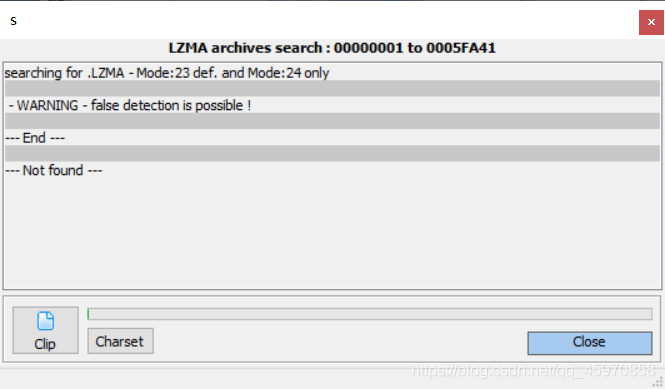 S
LZMA archives search : 00000001 to 0005FA41
searching for .LZMA - Mode:23 def. and Mode:24 only
- WARNING - false detection is possible !
--- End ---
--- Not found ---
Clip
Charset
Close
https://blog.csdn.net/qq_45970858